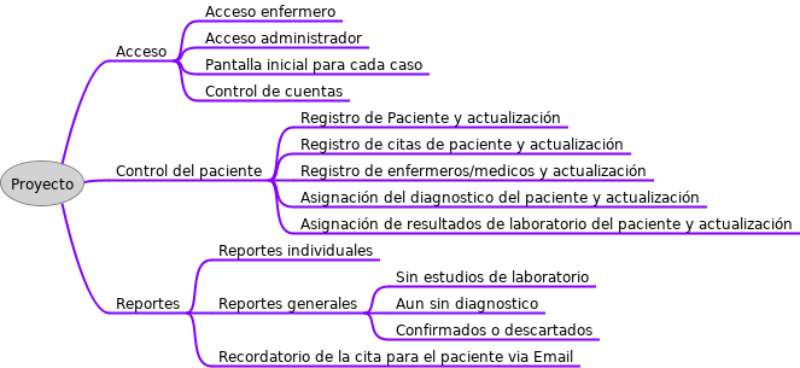 Proyecto
Acceso
Acceso enfermero
Acceso administrador
Pantalla inicial para cada caso
Control de cuentas
Control del paciente
Registro de Paciente y actualización
Registro de citas de paciente y actualización
Registro de enfermeros/medicos y actualización
Asignación del diagnostico del paciente y actualización
Asignación de resultados de laboratorio del paciente y actualización
Reportes
Reportes individuales
Reportes generales
Sin estudios de laboratorio
Aun sin diagnostico
Confirmados o descartados
Recordatorio de la cita para el paciente via Email